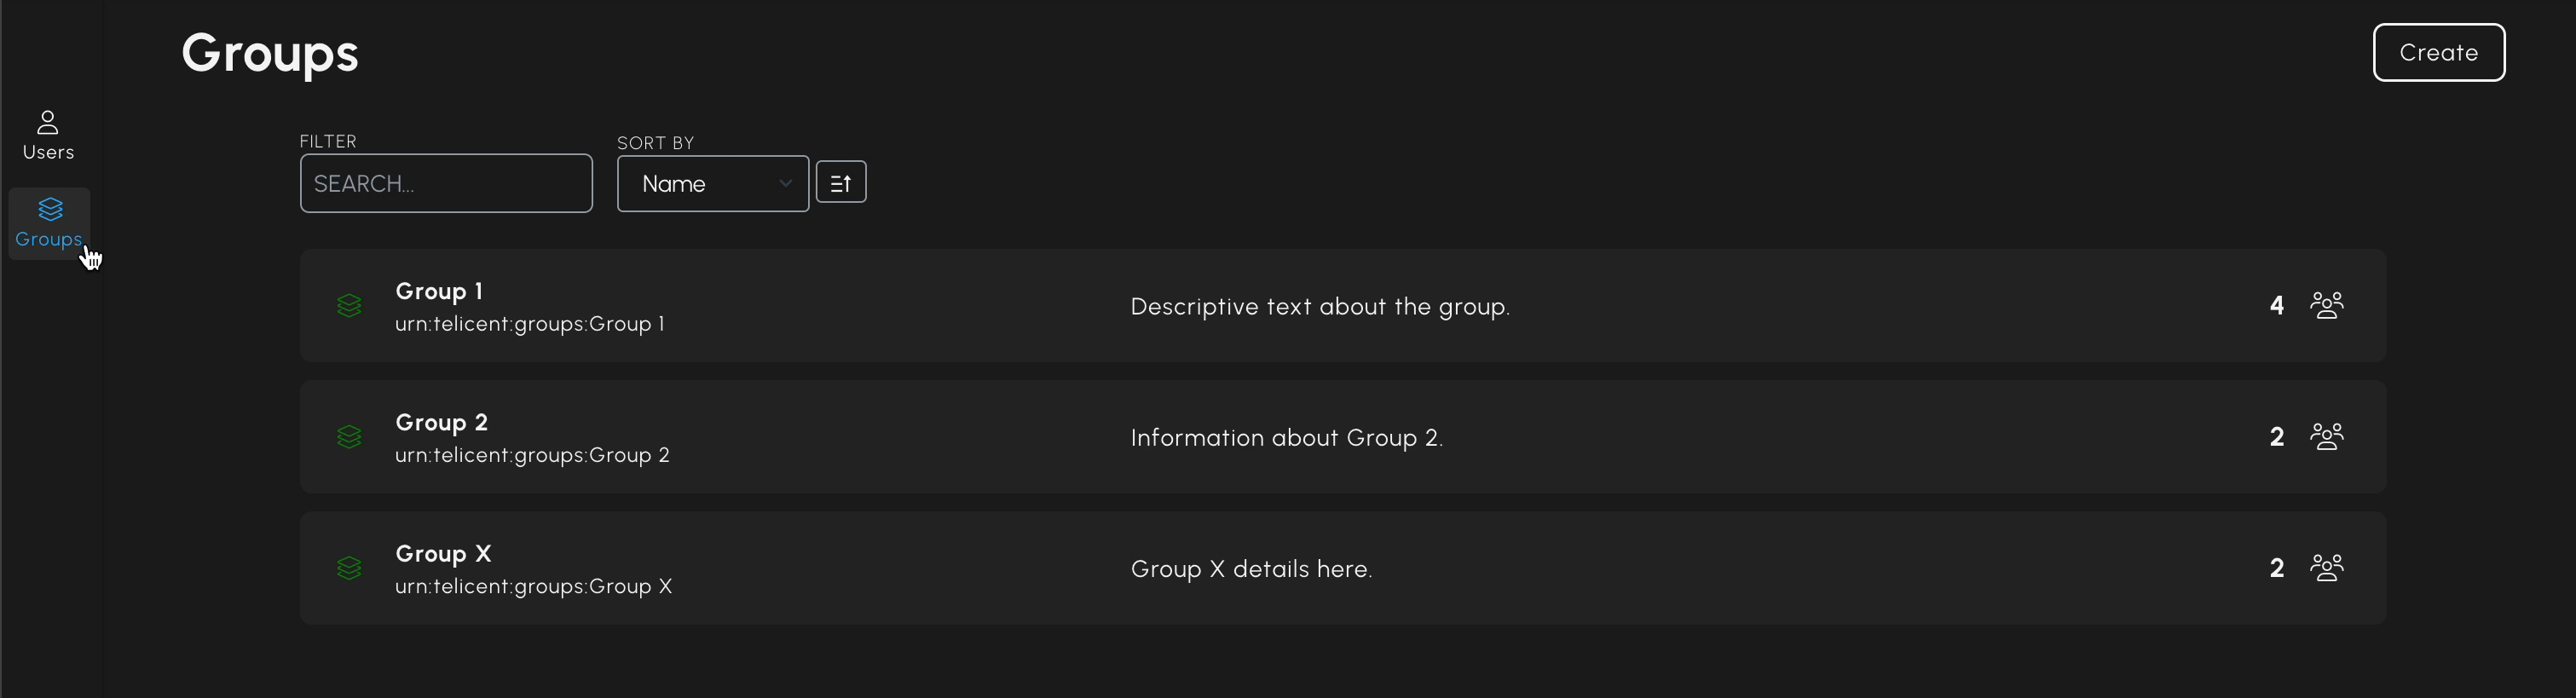 Groups
Create
Users
Groups
FILTER
SEARCH...
SORT BY
Name
Group 1
urn:telicent:groups:Group 1
Descriptive text about the group.
4
Group 2
urn:telicent:groups:Group 2
Information about Group 2.
2
Group X
urn:telicent:groups:Group X
Group X details here.
2